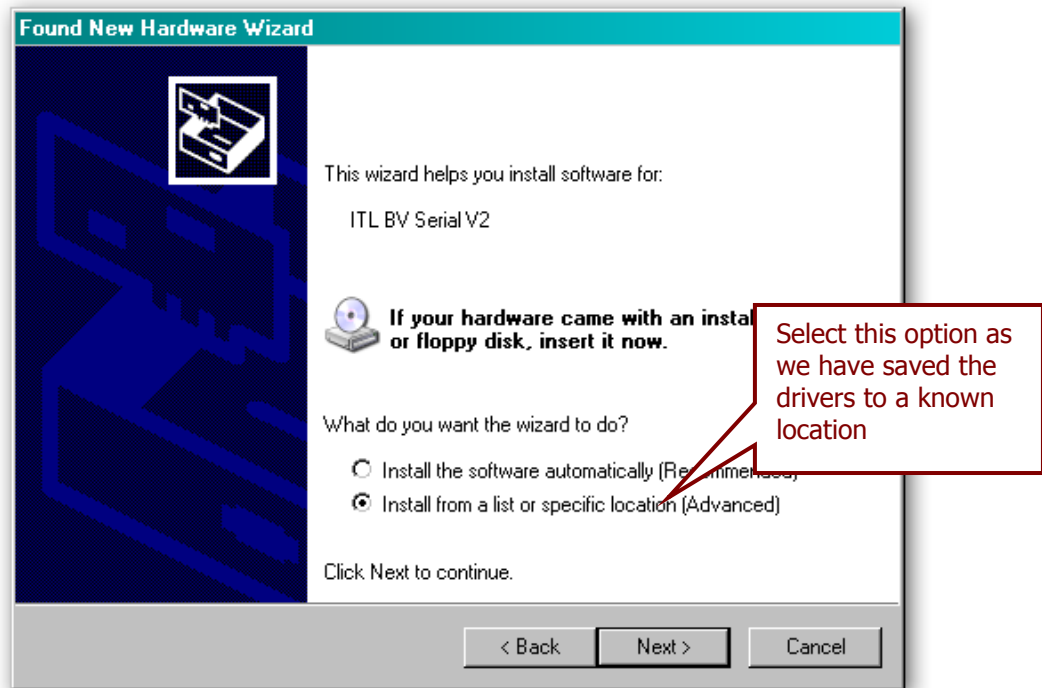 Found New Hardware Wizard
This wizard helps you install software for:
ITL BV Serial V2
If your hardware came with an instal
or floppy disk, insert it now.
Select this option as
we have saved the
drivers to a known
location
What do you want the wizard to do?
Install the software automatically (Recommended)
Install from a list or specific location (Advanced)
Click Next to continue.
< Back
Next >
Cancel